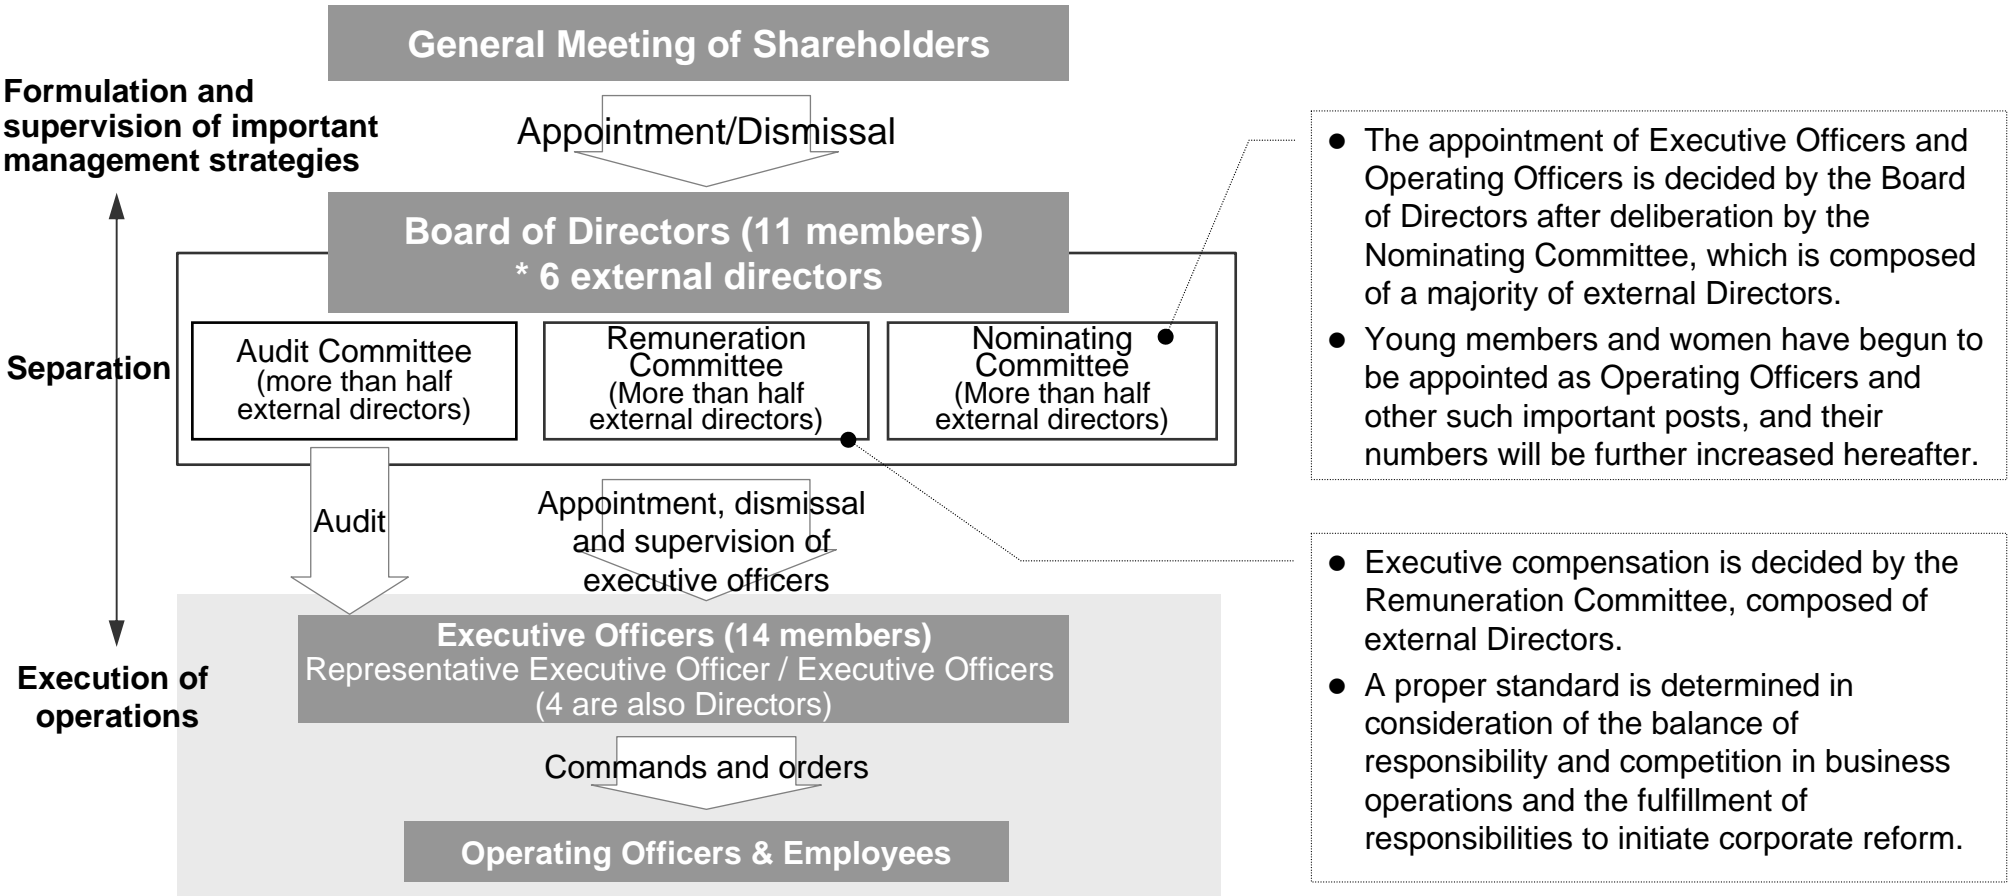 General Meeting of Shareholders
Formulation and
supervision of important
management strategies
Appointment/Dismissal
Board of Directors (11 members)
* 6 external directors
Separation
Audit Committee
(more than half
external directors)
Remuneration
Committee
(More than half
external directors)
Nominating
Committee
(More than half
external directors)
Audit
Appointment, dismissal
and supervision of
executive officers
Executive Officers (14 members)
Representative Executive Officer / Executive Officers
(4 are also Directors)
Execution of
operations
Commands and orders
Operating Officers & Employees
● The appointment of Executive Officers and
Operating Officers is decided by the Board
of Directors after deliberation by the
Nominating Committee, which is composed
of a majority of external Directors.
● Young members and women have begun to
be appointed as Operating Officers and
other such important posts, and their
numbers will be further increased hereafter.
● Executive compensation is decided by the
Remuneration Committee, composed of
external Directors.
● A proper standard is determined in
consideration of the balance of
responsibility and competition in business
operations and the fulfillment of
responsibilities to initiate corporate reform.